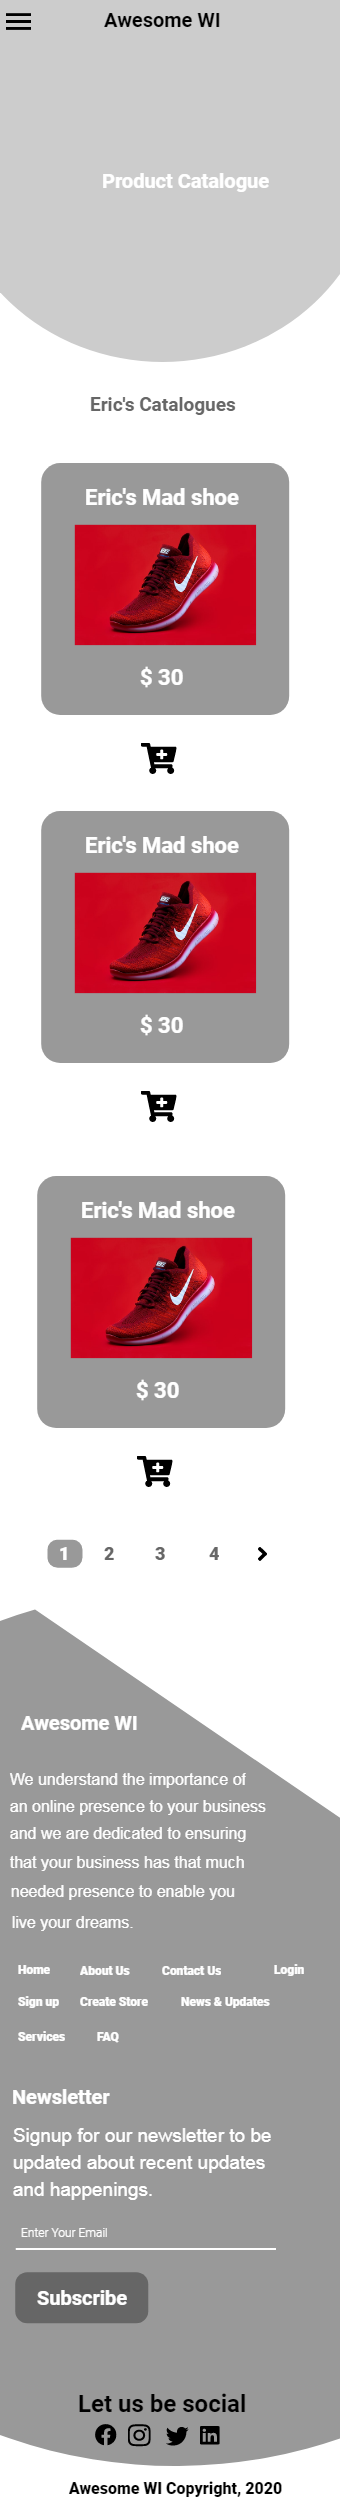 Awesome WI
Product Catalogue
Eric's Catalogues
Eric's Mad shoe
$ 30
Eric's Mad shoe
$ 30
Eric's Mad shoe
$ 30
1 2 3 4
Awesome WI
We understand the importance of
an online presence to your business
and we are dedicated to ensuring
that your business has that much
needed presence to enable you
live your dreams.
Home About Us Contact Us Login
Sign up Create Store News & Updates
Services FAQ
Newsletter
Signup for our newsletter to be
updated about recent updates
and happenings.
Enter Your Email
Subscribe
Let us be social
Awesome WI Copyright, 2020